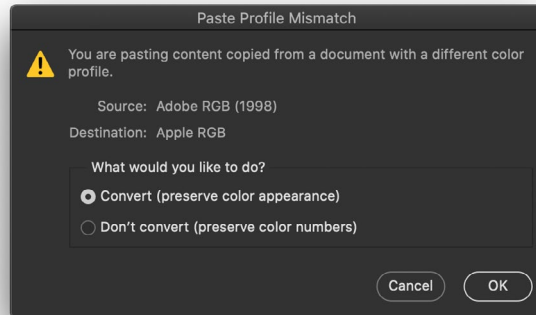 Paste Profile Mismatch
You are pasting content copied from a document with a different color
profile.
Source: Adobe RGB (1998)
Destination: Apple RGB
What would you like to do?
Convert (preserve color appearance)
Don't convert (preserve color numbers)
Cancel OK